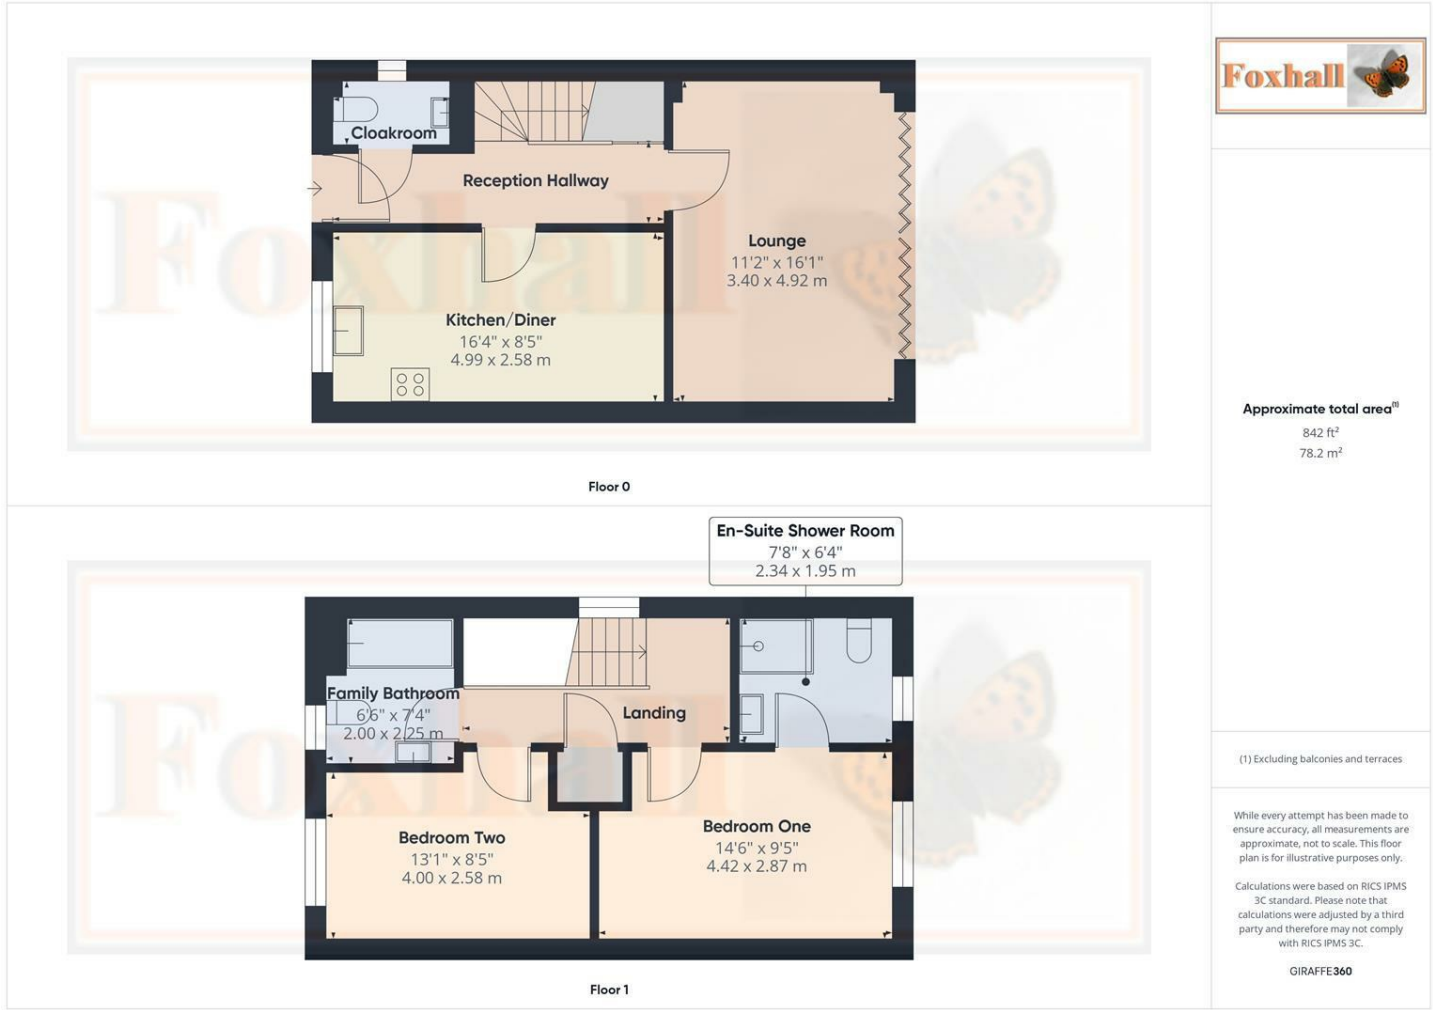 Cloakroom
Reception Hallway
Lounge
11'2" x 16'1"
3.40 x 4.92 m
Kitchen/Diner
16'4" x 8'5"
4.99 x 2.58 m
Foxhall
Floor 0
En-Suite Shower Room
7'8" x 6'4"
2.34 x 1.95 m
Family Bathroom
6'6" x 7'4"
2.00 x 2.25 m
Landing
Bedroom Two
13'1" x 8'5"
4.00 x 2.58 m
Bedroom One
14'6" x 9'5"
4.42 x 2.87 m
Foxhall
Floor 1
Foxhall
Approximate total area(1)
842 ft²
78.2 m²
(1) Excluding balconies and terraces
While every attempt has been made to
ensure accuracy, all measurements are
approximate, not to scale. This floor
plan is for illustrative purposes only.
Calculations were based on RICS IPMS
3C standard. Please note that
calculations were adjusted by a third
party and therefore may not comply
with RICS IPMS 3C.
GIRAFFE360